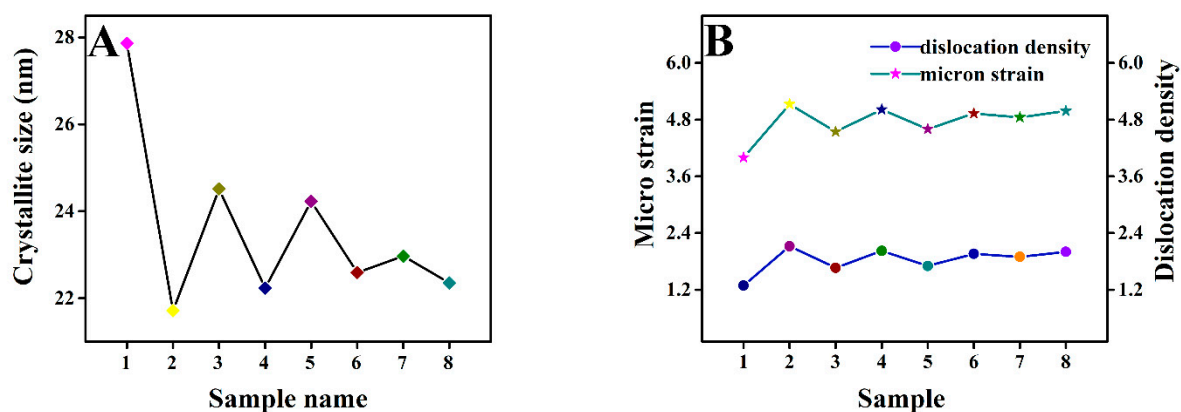 A
Crystallite size (nm)
28
26
24
22
1 2 3 4 5 6 7 8
Sample name
B
dislocation density
micron strain
Micro strain
6.0
4.8
3.6
2.4
1.2
6.0
4.8
3.6
2.4
1.2
Dislocation density
1 2 3 4 5 6 7 8
Sample